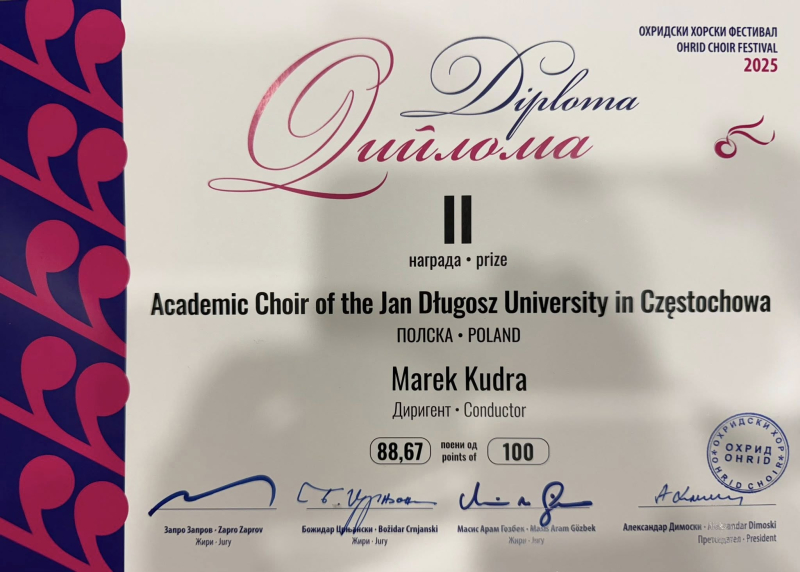 ОХРИДСКИ ХОРСКИ ФЕСТИВАЛ
OHRID CHOIR FESTIVAL
2025
Diploma
Диплома
II
награда • prize
Academic Choir of the Jan Długosz University in Częstochowa
ПОЛСКА • POLAND
Marek Kudra
Диригент • Conductor
88,67 поени од points of 100
ОХРИДСКИ ХОР
ОХРИД
OHRID
OHRID CHOIR
Запро Запров • Zapro Zaprov
Жири • Jury
Божидар Црњански • Božidar Crnjanski
Жири • Jury
Масис Арам Гозбек • Masis Aram Gözbek
Жири • Jury
Александар Димоски • Aleksandar Dimoski
Претседател • President